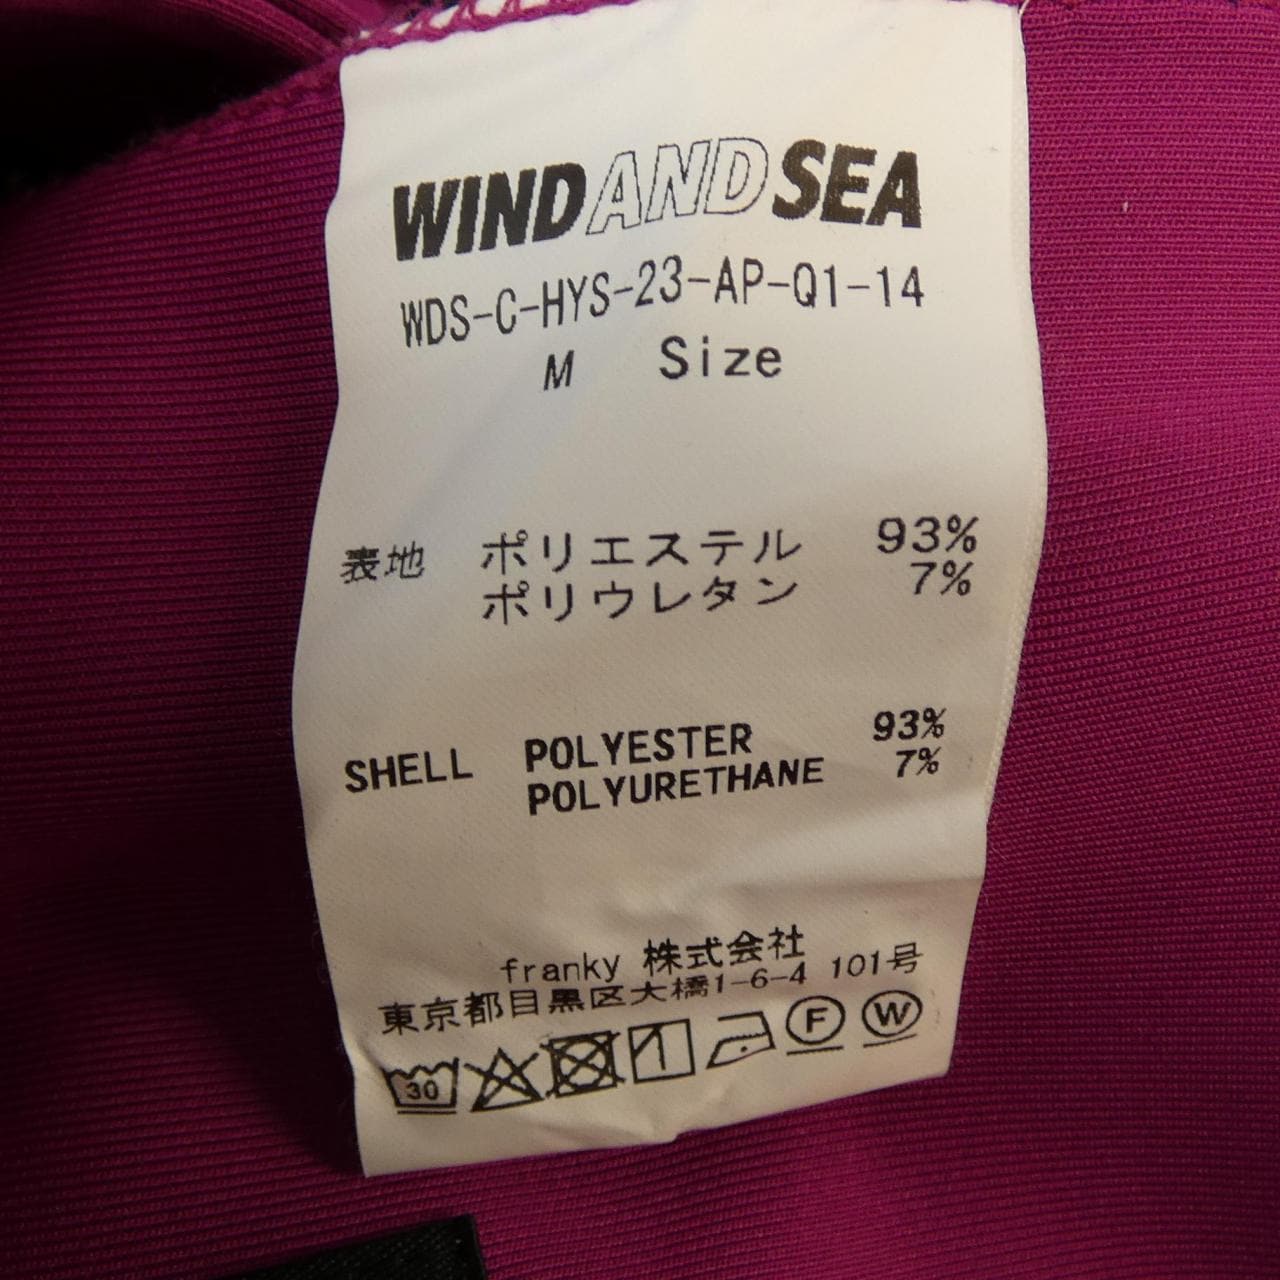 WINDANDSEA
WDS-C-HYS-23-AP-Q1-14
M Size
表地 ポリエステル 93%
ポリウレタン 7%
SHELL POLYESTER 93%
POLYURETHANE 7%
franky 株式会社
東京都目黒区大橋1-6-4 101号
30 F W